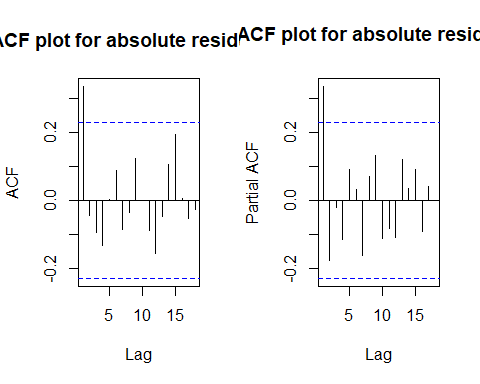 ACF plot for absolute resid
ACF plot for absolute resid
ACF
0.2
0.0
-0.2
5 10 15
Lag
Partial ACF
0.2
0.0
-0.2
5 10 15
Lag